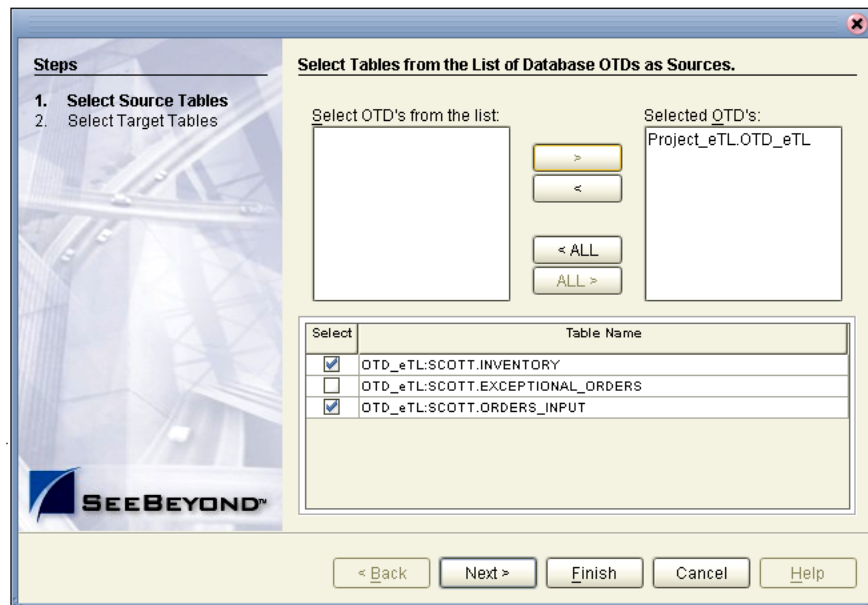 Steps
1. Select Source Tables
2. Select Target Tables
SEEBEYOND™
Select Tables from the List of Database OTDs as Sources.
Select OTD's from the list:
Selected OTD's:
Project_eTL.OTD_eTL
>
<
< ALL
ALL >
Select Table Name
OTD_eTL:SCOTT.INVENTORY
OTD_eTL:SCOTT.EXCEPTIONAL_ORDERS
OTD_eTL:SCOTT.ORDERS_INPUT
< Back Next > Finish Cancel Help